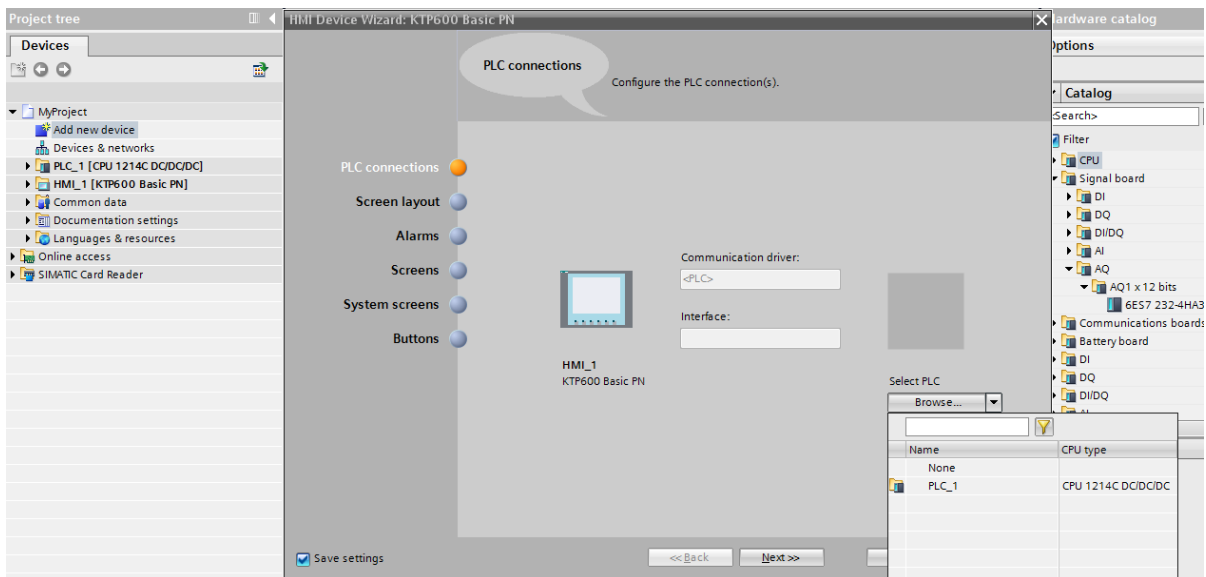 Project tree
Devices
MyProject
Add new device
Devices & networks
PLC_1 [CPU 1214C DC/DC/DC]
HMI_1 [KTP600 Basic PN]
Common data
Documentation settings
Languages & resources
Online access
SIMATIC Card Reader
HMI Device Wizard: KTP600 Basic PN
PLC connections
Configure the PLC connection(s).
PLC connections
Screen layout
Alarms
Screens
System screens
Buttons
HMI_1
KTP600 Basic PN
Communication driver:
<PLC>
Interface:
Select PLC
Browse...
Name CPU type
None
PLC_1 CPU 1214C DC/DC/DC
Save settings
<<Back Next>>
ardware catalog
Options
Catalog
<Search>
Filter
CPU
Signal board
DI
DQ
DI/DQ
AI
AQ
AQ1 x 12 bits
6ES7 232-4HA3
Communications boards
Battery board
DI
DQ
DI/DQ